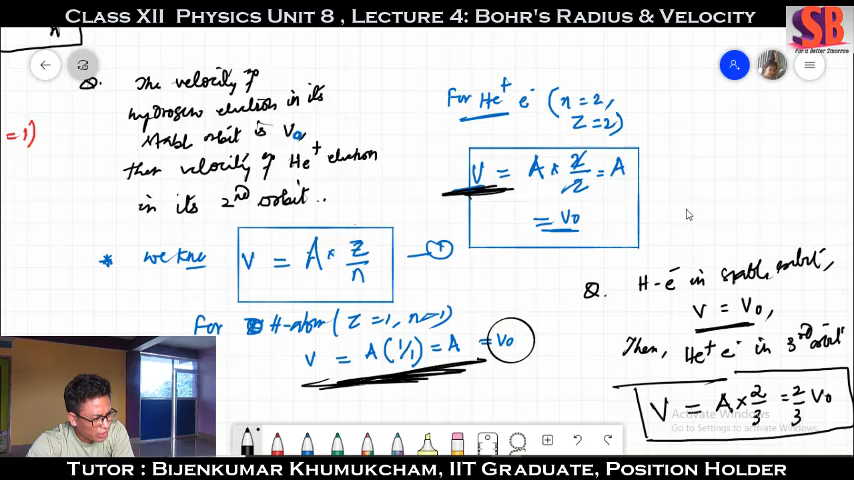 CLASS XII PHYSICS UNIT 8 , LECTURE 4: BOHR'S RADIUS & VELOCITY
SB
For a better 2morrow
Q. The velocity of
hydrogen electron in its
stable orbit is V₀
then velocity of He⁺ electron
in its 2nd orbit ..
= 1)
* we know V = A × Z/n — (*)
For H-atom (Z = 1, n = 1)
V = A (1/1) = A = V₀
For He⁺ e⁻ (n = 2,
Z = 2)
V = A × 2/2 = A
= V₀
Q. H-e⁻ in stable orbit,
V = V₀,
Then, He⁺ e⁻ in 3rd orbit
V = A × 2/3 = 2/3 V₀
Activate Windows
Go to Settings to activate Windows.
TUTOR : BIJENKUMAR KHUMUKCHAM, IIT GRADUATE, POSITION HOLDER